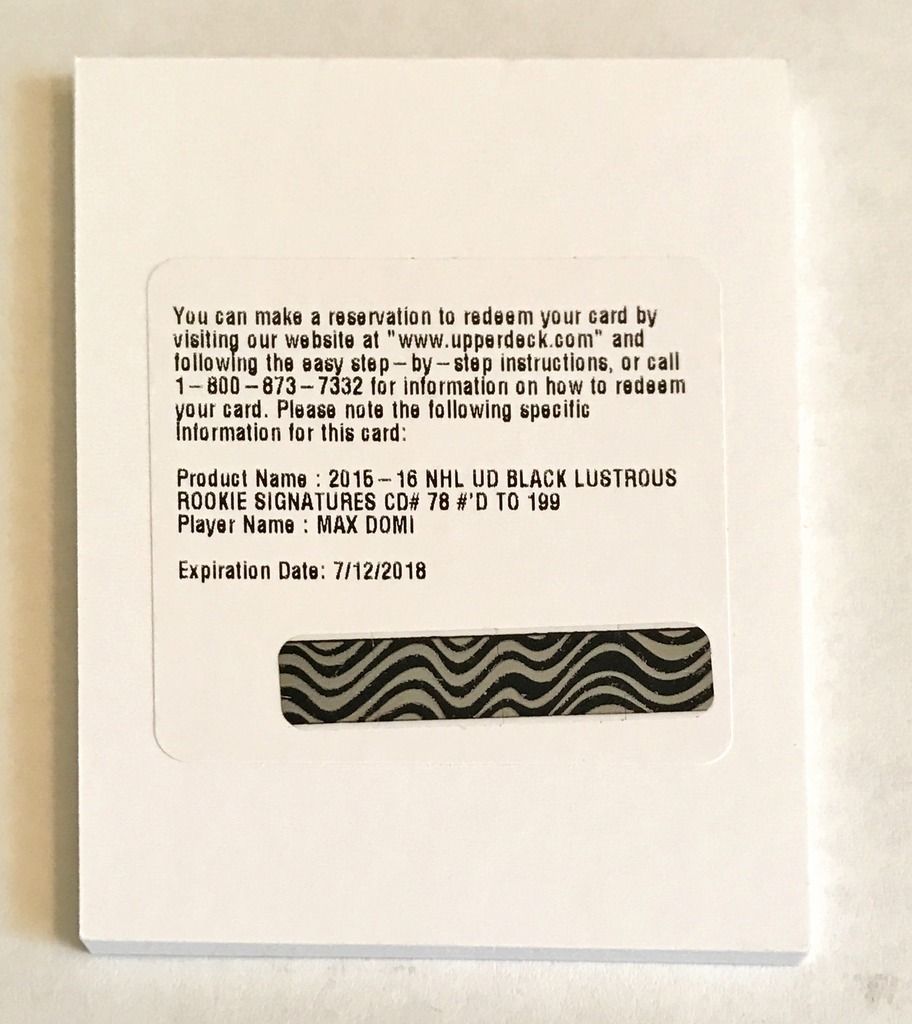 You can make a reservation to redeem your card by
visiting our website at "www.upperdeck.com" and
following the easy step-by-step instructions, or call
1-800-873-7332 for information on how to redeem
your card. Please note the following specific
information for this card:
Product Name : 2015-16 NHL UD BLACK LUSTROUS
ROOKIE SIGNATURES CD# 78 #'D TO 199
Player Name : MAX DOMI
Expiration Date: 7/12/2018